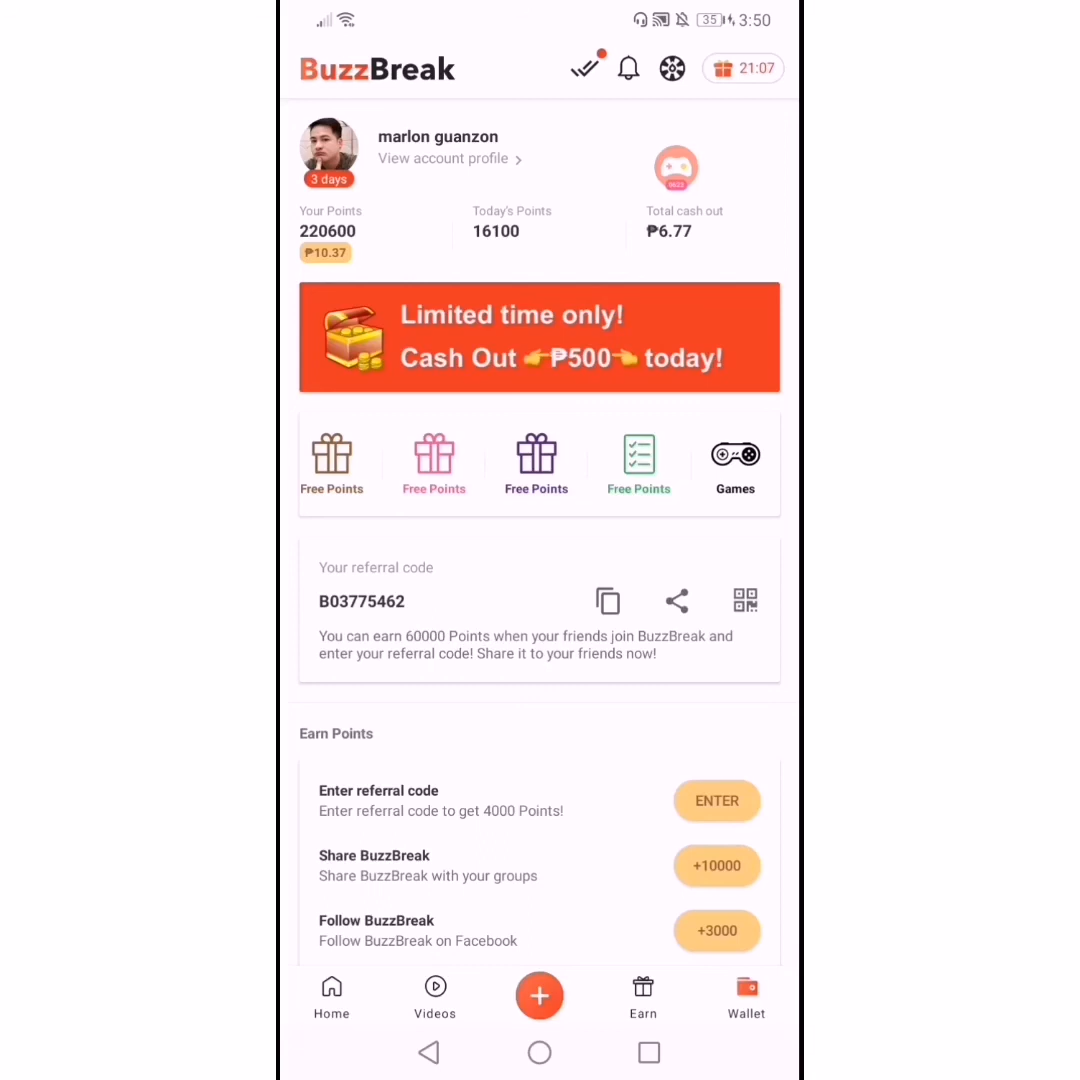 35 3:50
BuzzBreak 21:07
marlon guanzon
View account profile
3 days
Your Points Today's Points Total cash out
220600 16100 ₱6.77
₱10.37
Limited time only!
Cash Out 👉₱500👈 today!
Free Points Free Points Free Points Free Points Games
Your referral code
B03775462
You can earn 60000 Points when your friends join BuzzBreak and
enter your referral code! Share it to your friends now!
Earn Points
Enter referral code
Enter referral code to get 4000 Points!
ENTER
Share BuzzBreak
Share BuzzBreak with your groups
+10000
Follow BuzzBreak
Follow BuzzBreak on Facebook
+3000
Home Videos Earn Wallet